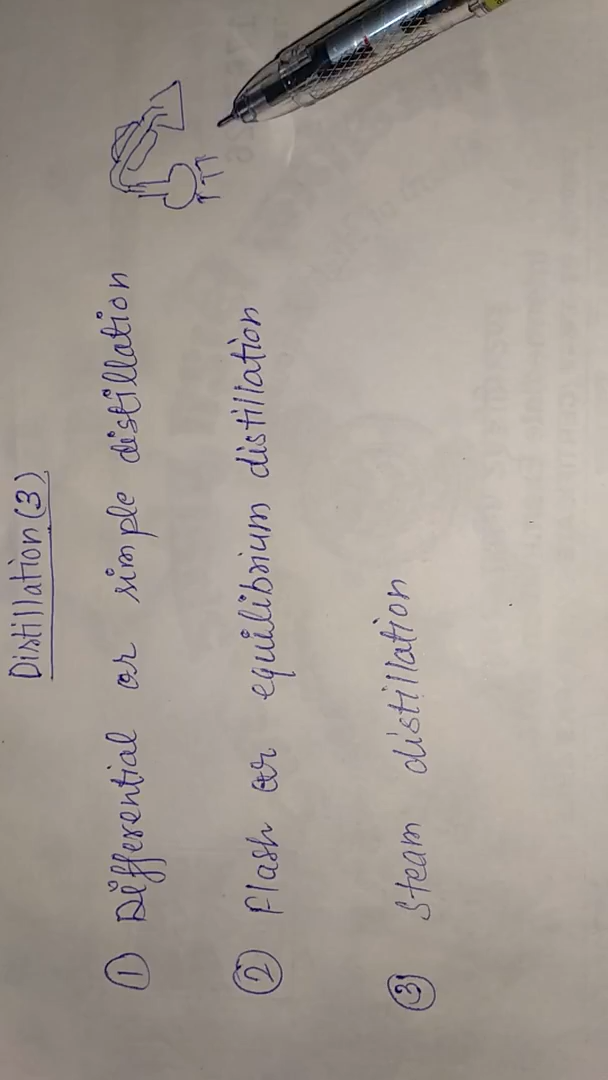 Distillation (3)
① Differential or simple distillation
② Flash or equilibrium distillation
③ Steam distillation